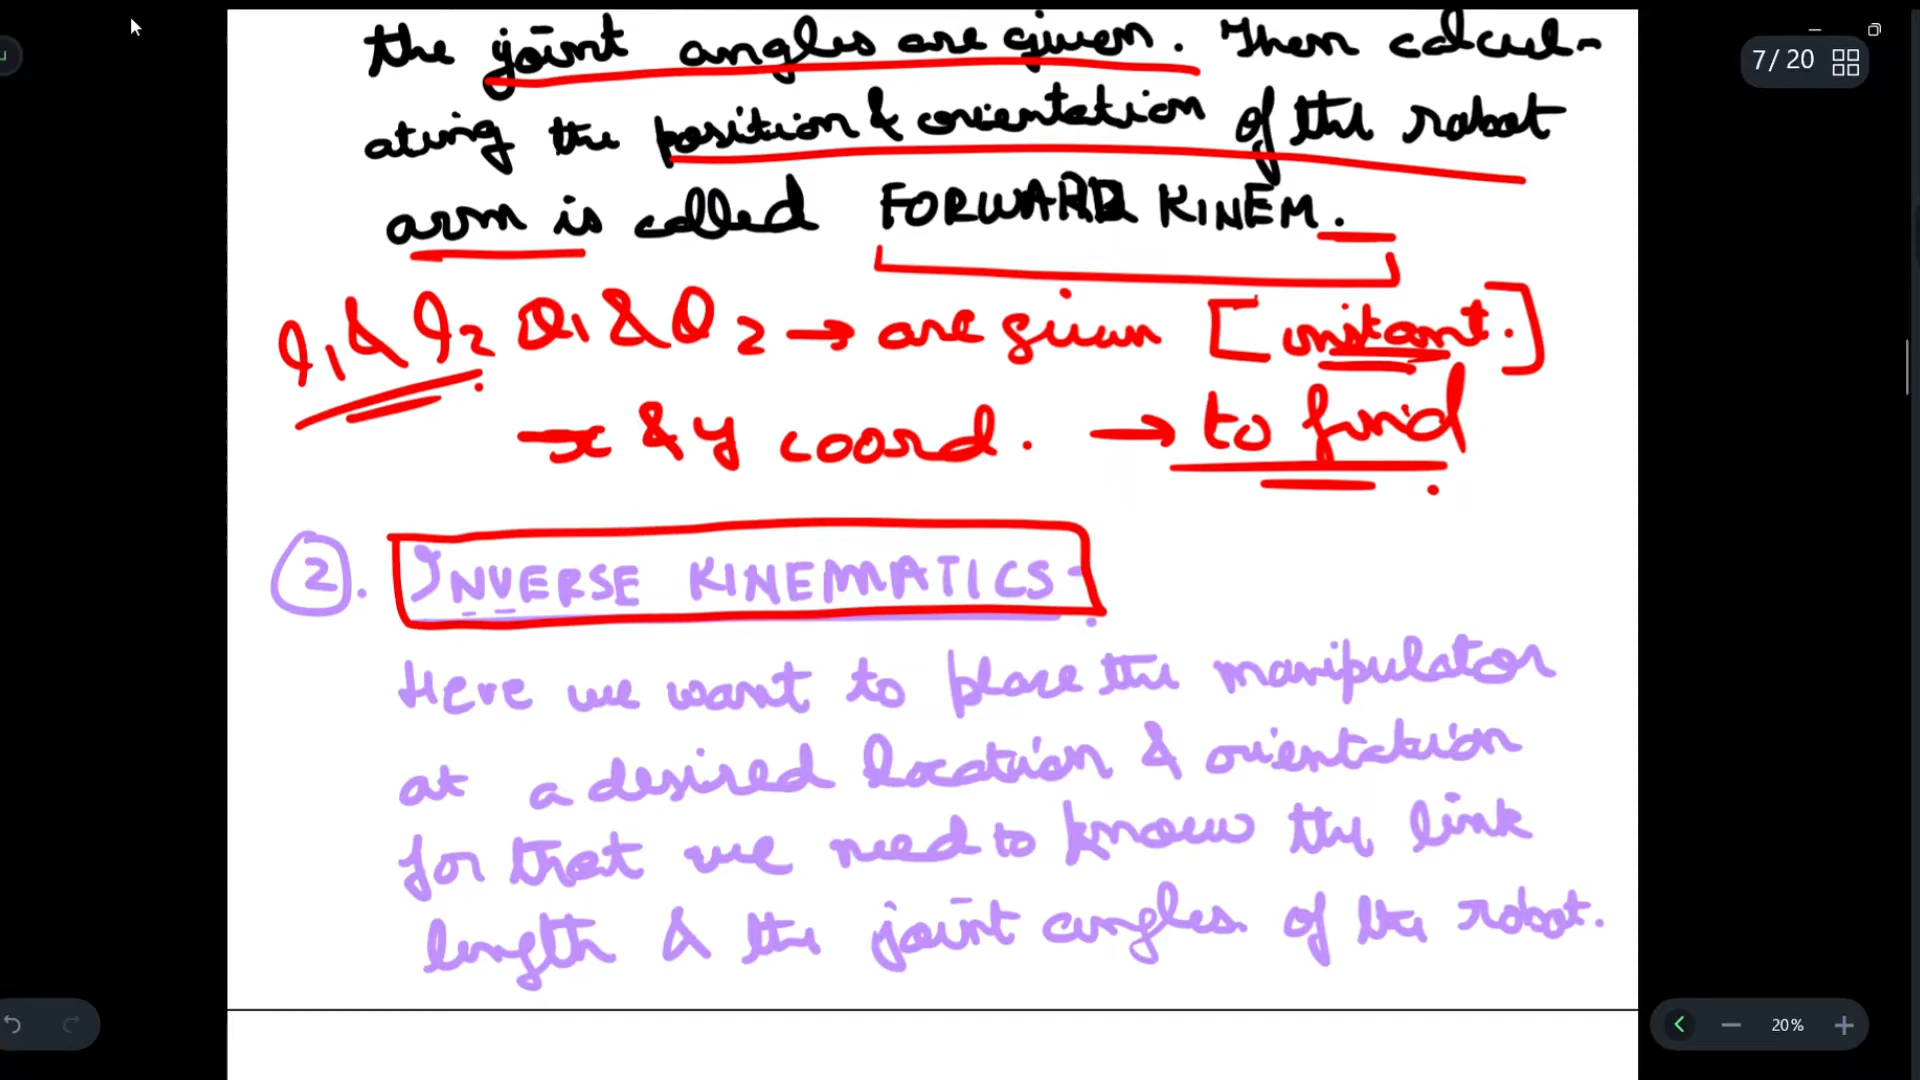 the joint angles are given. Then calcul-
7/20
ating the position & orientation of the robot
arm is called FORWARD KINEM.
l1 & l2 θ1 & θ2 → are given [instant.]
x & y coord. → to find
2. INVERSE KINEMATICS-
Here we want to place the manipulator
at a desired location & orientation
for that we need to know the link
length & the joint angles of the robot.
20%